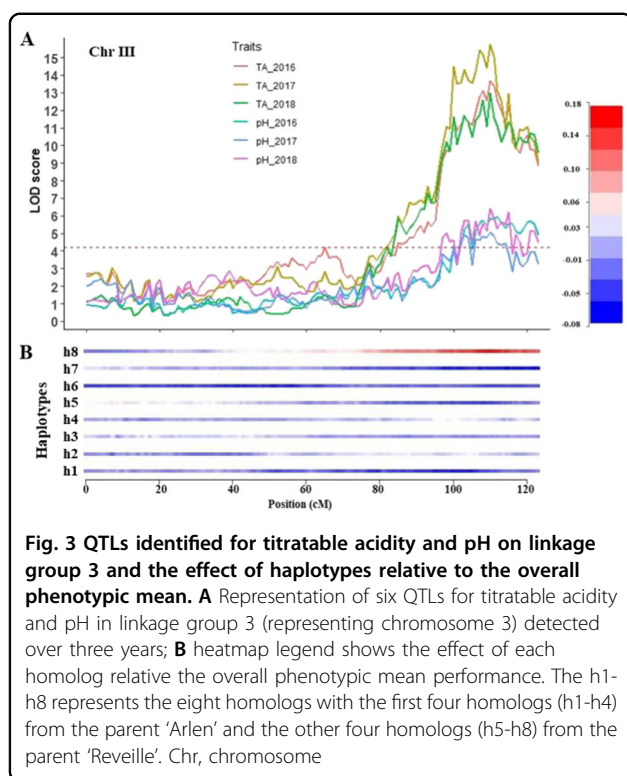 A
Chr III
Traits
TA_2016
TA_2017
TA_2018
pH_2016
pH_2017
pH_2018
LOD score
15
14
13
12
11
10
9
8
7
6
5
4
3
2
1
0
0.18
0.14
0.10
0.06
0.03
-0.01
-0.05
-0.08
B
Haplotypes
h8
h7
h6
h5
h4
h3
h2
h1
0 20 40 60 80 100 120
Position (cM)
Fig. 3 QTLs identified for titratable acidity and pH on linkage
group 3 and the effect of haplotypes relative to the overall
phenotypic mean. A Representation of six QTLs for titratable acidity
and pH in linkage group 3 (representing chromosome 3) detected
over three years; B heatmap legend shows the effect of each
homolog relative the overall phenotypic mean performance. The h1-
h8 represents the eight homologs with the first four homologs (h1-h4)
from the parent ‘Arlen’ and the other four homologs (h5-h8) from the
parent ‘Reveille’. Chr, chromosome